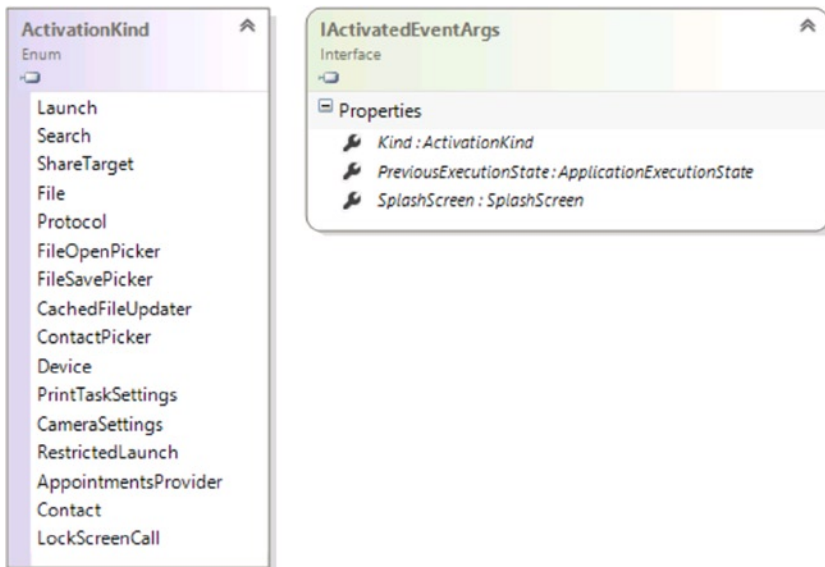 ActivationKind
Enum
Launch
Search
ShareTarget
File
Protocol
FileOpenPicker
FileSavePicker
CachedFileUpdater
ContactPicker
Device
PrintTaskSettings
CameraSettings
RestrictedLaunch
AppointmentsProvider
Contact
LockScreenCall
IActivatedEventArgs
Interface
Properties
Kind : ActivationKind
PreviousExecutionState : ApplicationExecutionState
SplashScreen : SplashScreen